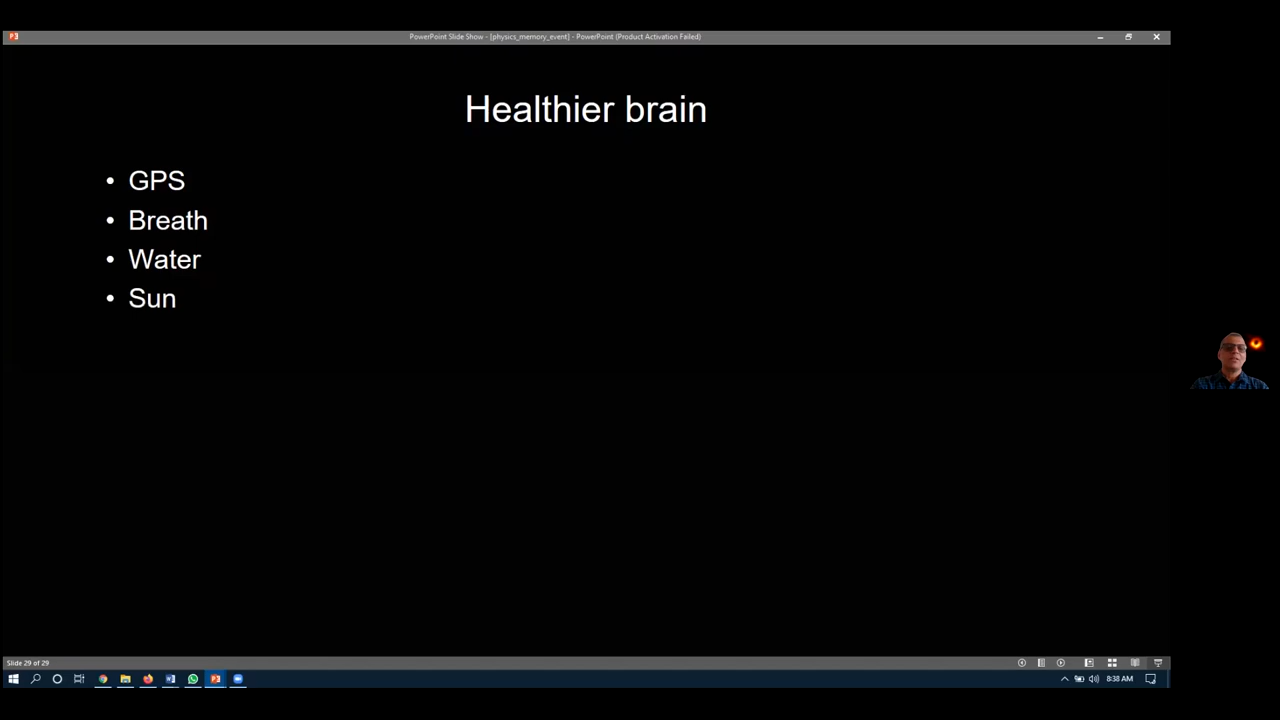 PowerPoint Slide Show - [physics_memory_event] - PowerPoint (Product Activation Failed)
Healthier brain
• GPS
• Breath
• Water
• Sun
Slide 29 of 29
8:38 AM